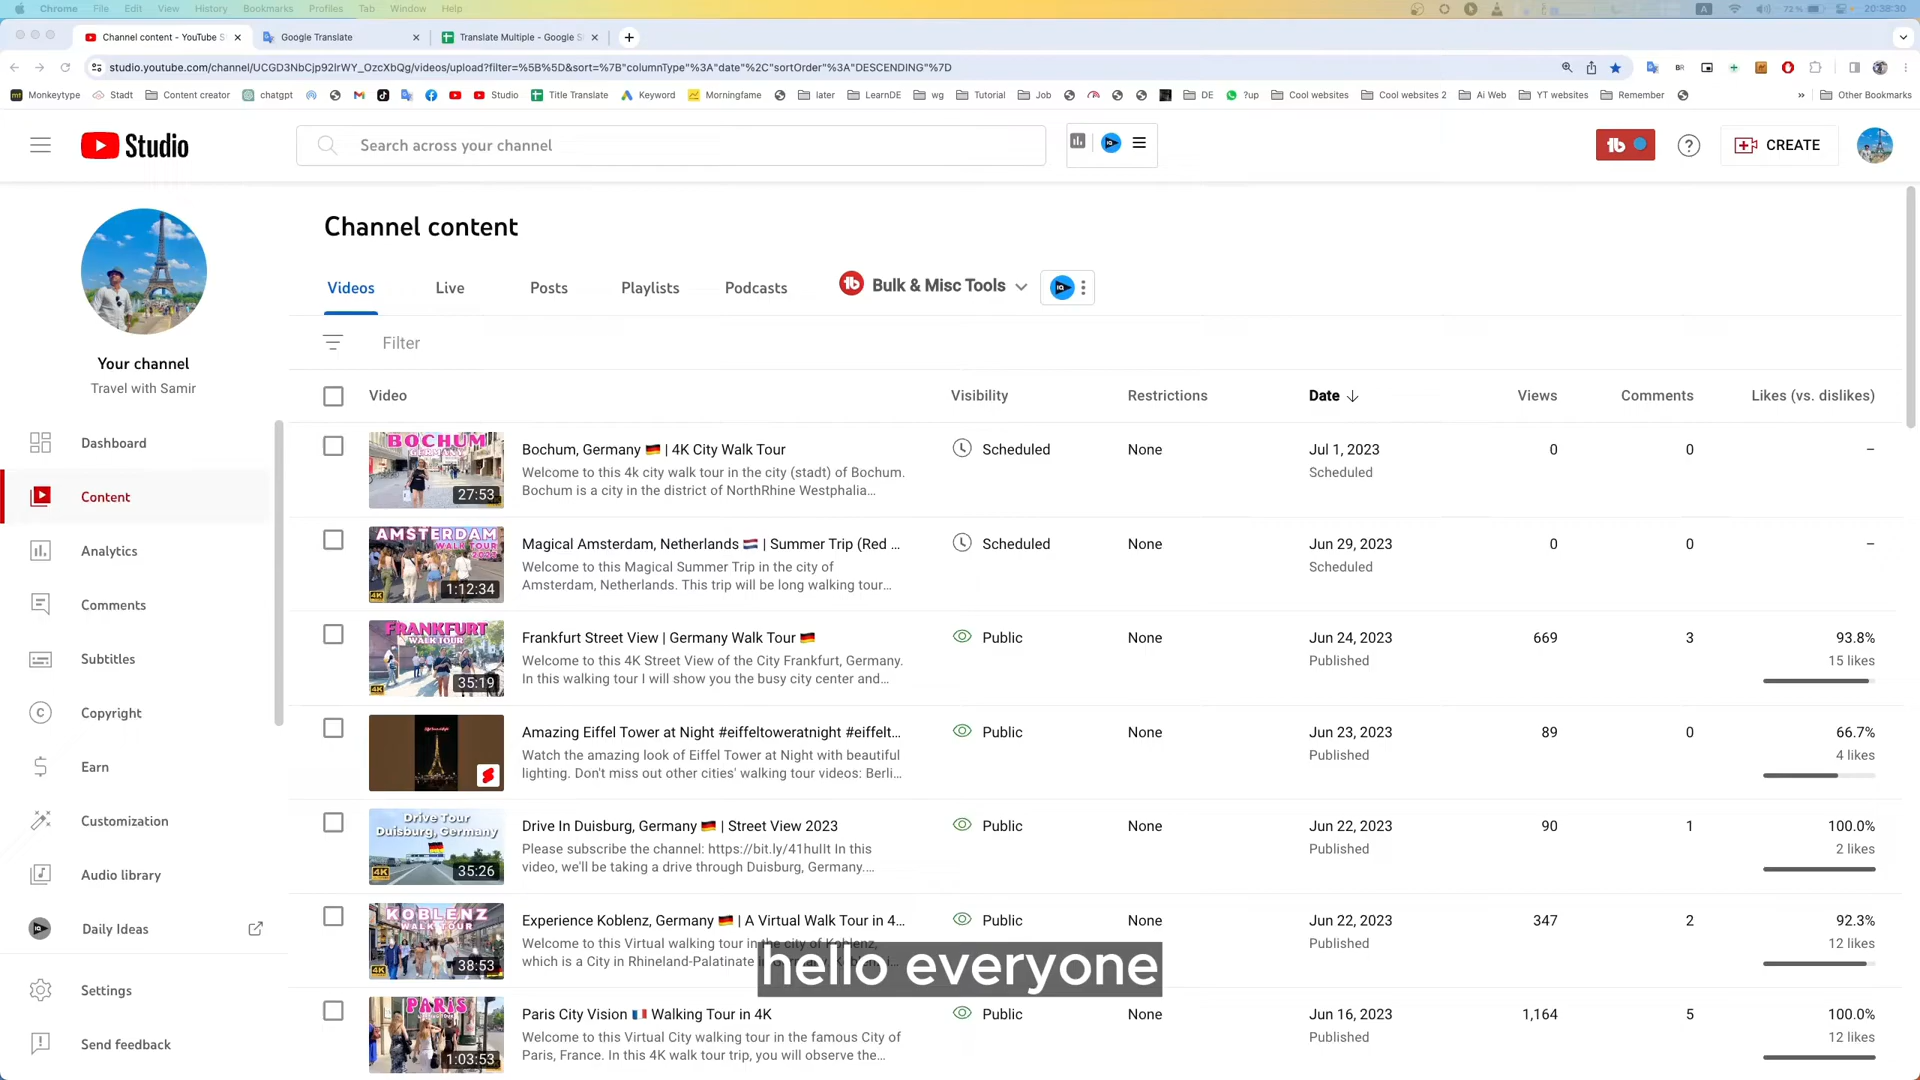 Chrome File Edit View History Bookmarks Profiles Tab Window Help
A 72 % 20:38:30
Channel content - YouTube S
Google Translate
Translate Multiple - Google S
studio.youtube.com/channel/UCGD3NbCjp92lrWY_OzcXbQg/videos/upload?filter=%5B%5D&sort=%7B"columnType"%3A"date"%2C"sortOrder"%3A"DESCENDING"%7D
mt Monkeytype Stadt Content creator chatgpt Studio Title Translate Keyword Morningfame later LearnDE wg Tutorial Job DE ?up Cool websites Cool websites 2 Ai Web YT websites Remember » Other Bookmarks
Studio
Search across your channel
CREATE
Your channel
Travel with Samir
Dashboard
Content
Analytics
Comments
Subtitles
Copyright
Earn
Customization
Audio library
Daily Ideas
Settings
Send feedback
Channel content
Videos Live Posts Playlists Podcasts Bulk & Misc Tools
Filter
Video Visibility Restrictions Date Views Comments Likes (vs. dislikes)
BOCHUM
GERMANY
27:53
Bochum, Germany 🇩🇪 | 4K City Walk Tour
Welcome to this 4k city walk tour in the city (stadt) of Bochum.
Bochum is a city in the district of NorthRhine Westphalia...
Scheduled None Jul 1, 2023 0 0 –
Scheduled
AMSTERDAM
WALK TOUR
4K 1:12:34
Magical Amsterdam, Netherlands 🇳🇱 | Summer Trip (Red ...
Welcome to this Magical Summer Trip in the city of
Amsterdam, Netherlands. This trip will be long walking tour...
Scheduled None Jun 29, 2023 0 0 –
Scheduled
FRANKFURT
WALK TOUR
4K 35:19
Frankfurt Street View | Germany Walk Tour 🇩🇪
Welcome to this 4K Street View of the City Frankfurt, Germany.
In this walking tour I will show you the busy city center and...
Public None Jun 24, 2023 669 3 93.8%
Published 15 likes
Amazing Eiffel Tower at Night #eiffeltoweratnight #eiffelt...
Watch the amazing look of Eiffel Tower at Night with beautiful
lighting. Don't miss out other cities' walking tour videos: Berli...
Public None Jun 23, 2023 89 0 66.7%
Published 4 likes
Drive Tour
Duisburg, Germany
4K 35:26
Drive In Duisburg, Germany 🇩🇪 | Street View 2023
Please subscribe the channel: https://bit.ly/41hulIt In this
video, we'll be taking a drive through Duisburg, Germany....
Public None Jun 22, 2023 90 1 100.0%
Published 2 likes
KOBLENZ
WALK TOUR
4K 38:53
Experience Koblenz, Germany 🇩🇪 | A Virtual Walk Tour in 4...
Welcome to this Virtual walking tour in the city of Koblenz,
which is a City in Rhineland-Palatinate in Germany.
Public None Jun 22, 2023 347 2 92.3%
Published 12 likes
hello everyone
PARIS
1:03:53
Paris City Vision 🇫🇷 Walking Tour in 4K
Welcome to this Virtual City walking tour in the famous City of
Paris, France. In this 4K walk tour trip, you will observe the...
Public None Jun 16, 2023 1,164 5 100.0%
Published 12 likes